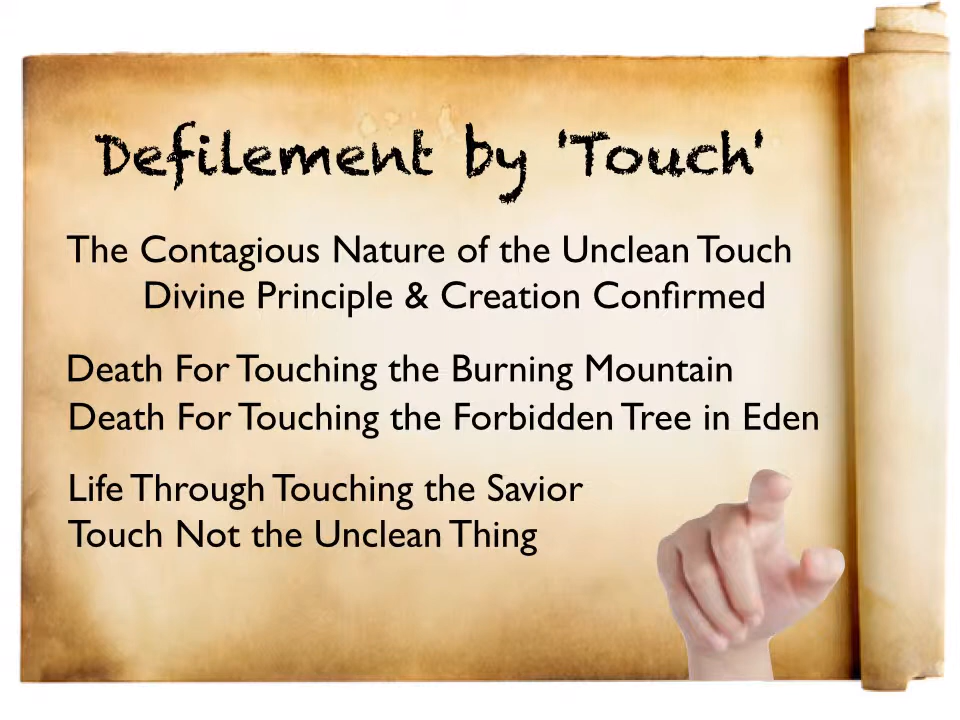 Defilement by 'Touch'
The Contagious Nature of the Unclean Touch
Divine Principle & Creation Confirmed
Death For Touching the Burning Mountain
Death For Touching the Forbidden Tree in Eden
Life Through Touching the Savior
Touch Not the Unclean Thing